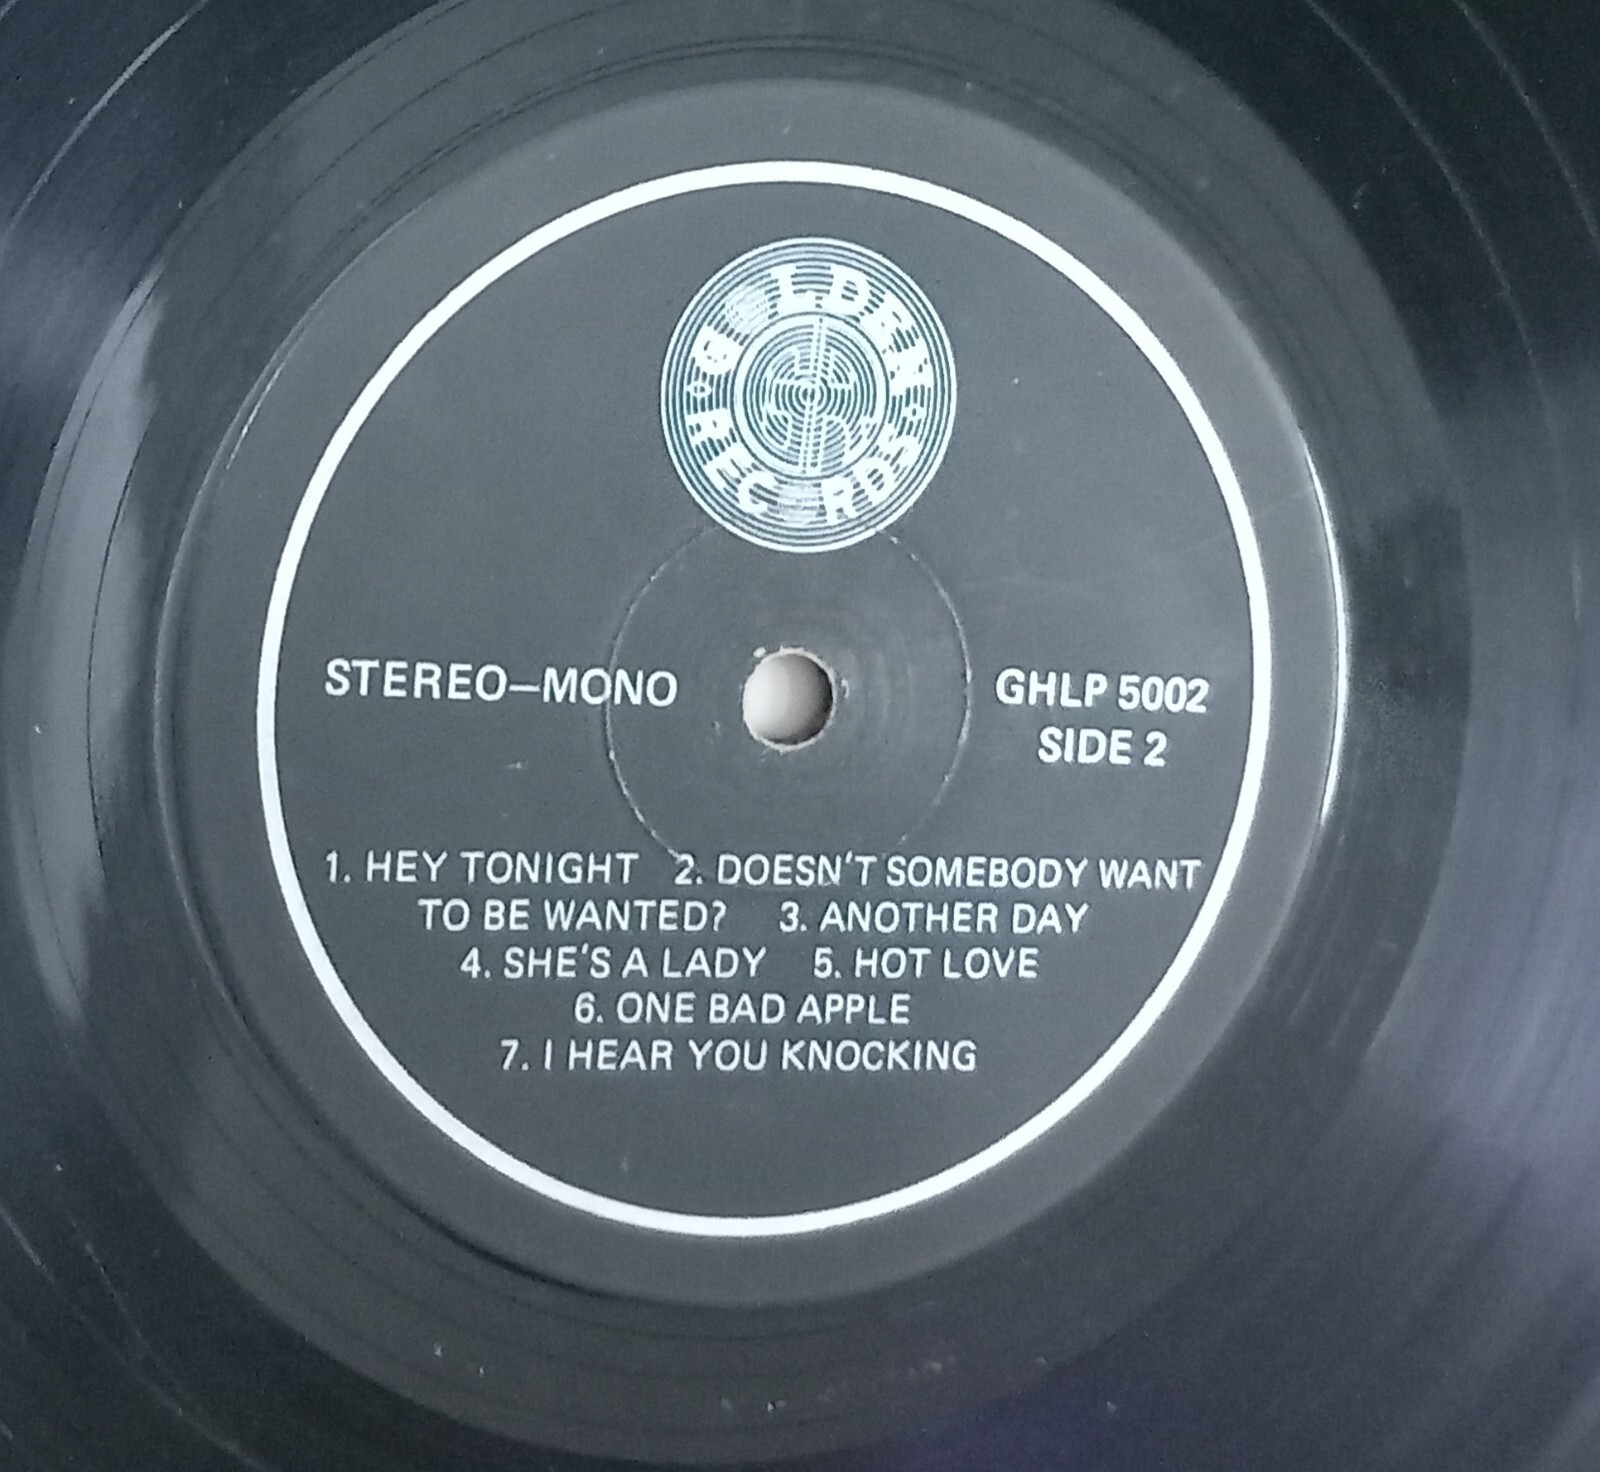 GOLDEN RECORDS
STEREO–MONO
GHLP 5002
SIDE 2
1. HEY TONIGHT 2. DOESN'T SOMEBODY WANT
TO BE WANTED? 3. ANOTHER DAY
4. SHE'S A LADY 5. HOT LOVE
6. ONE BAD APPLE
7. I HEAR YOU KNOCKING